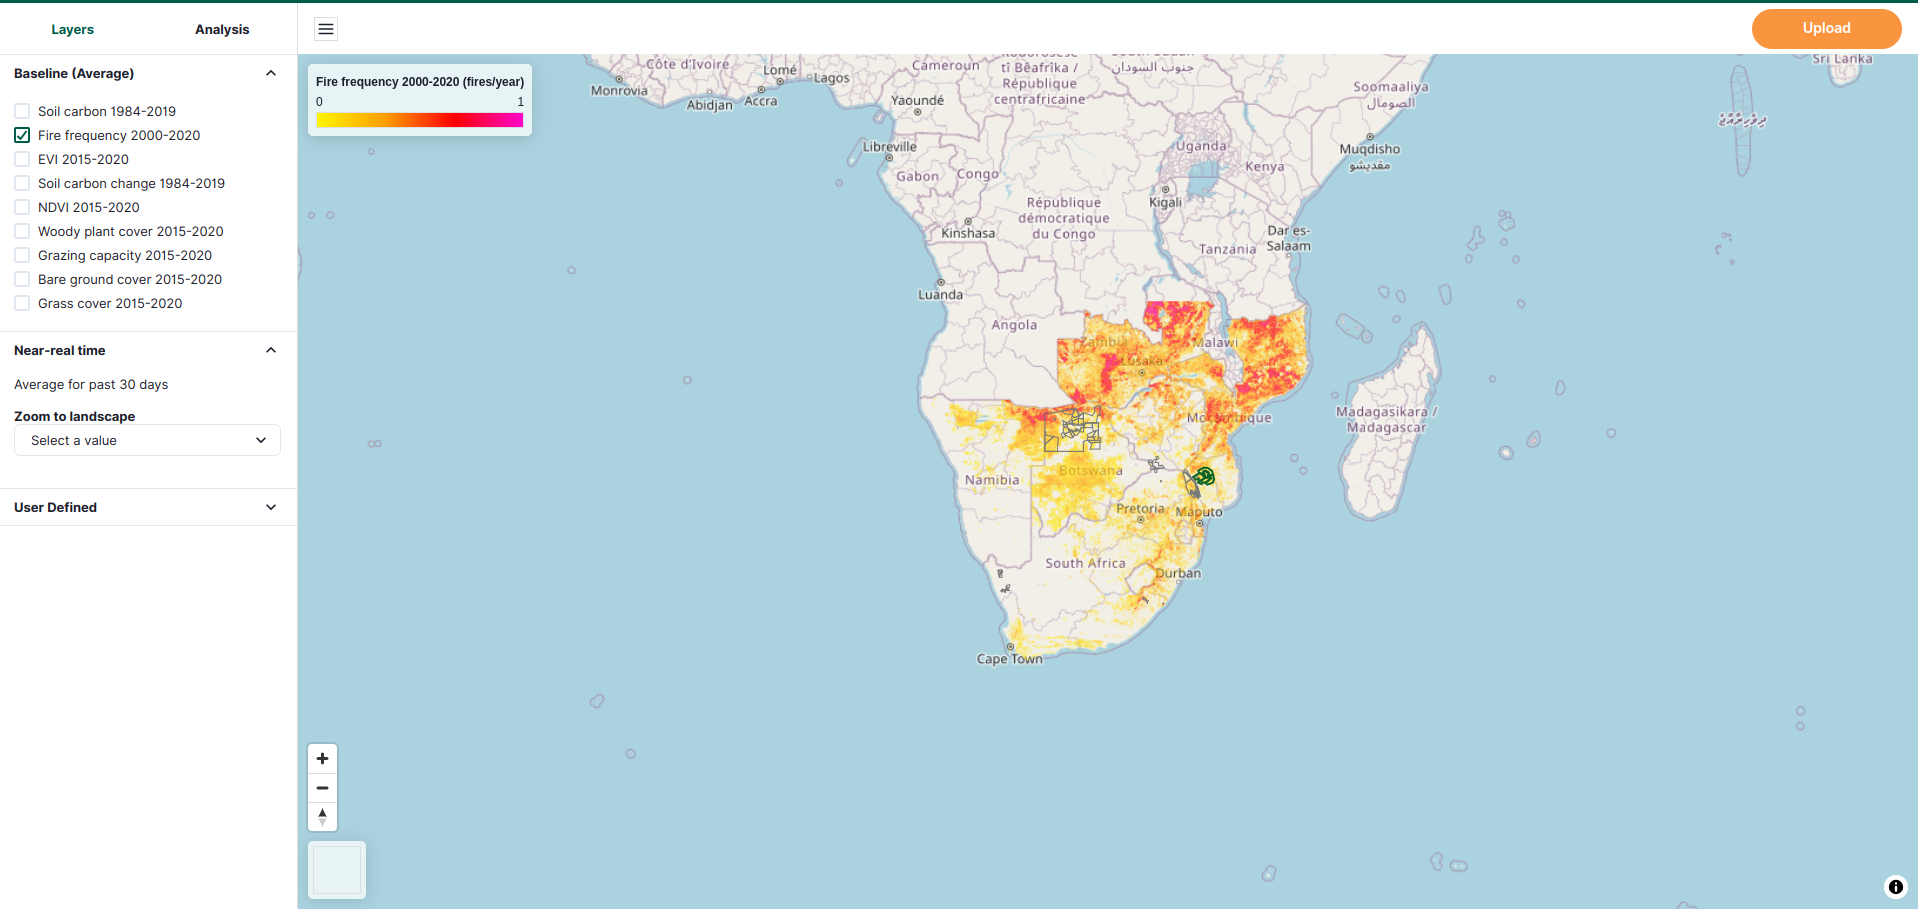 Layers
Analysis
Upload
Baseline (Average)
Soil carbon 1984-2019
Fire frequency 2000-2020
EVI 2015-2020
Soil carbon change 1984-2019
NDVI 2015-2020
Woody plant cover 2015-2020
Grazing capacity 2015-2020
Bare ground cover 2015-2020
Grass cover 2015-2020
Near-real time
Average for past 30 days
Zoom to landscape
Select a value
User Defined
Fire frequency 2000-2020 (fires/year)
0 1
Côte d'Ivoire
Lomé
Lagos
Monrovia
Abidjan
Accra
Cameroun
tî Bêafrîka /
République
centrafricaine
جنوب السودان
Soomaaliya
الصومال
Sri Lanka
Yaoundé
Libreville
Uganda
Muqdisho
مقديشو
Gabon
Congo
Kenya
Kigali
République
démocratique
du Congo
Kinshasa
Dar es-
Salaam
Tanzania
Luanda
Angola
Zambia
Malawi
Lusaka
Moçambique
Madagasikara /
Madagascar
Botswana
Namibia
Pretoria
Maputo
South Africa
Durban
Cape Town